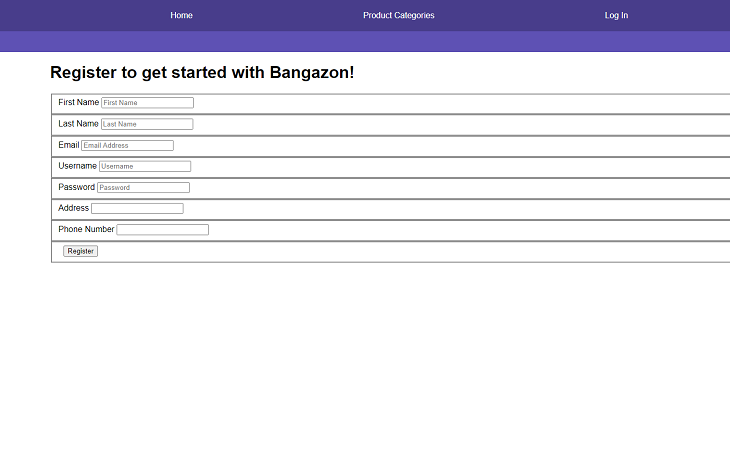 Home Product Categories Log In
Register to get started with Bangazon!
First Name First Name
Last Name Last Name
Email Email Address
Username Username
Password Password
Address
Phone Number
Register